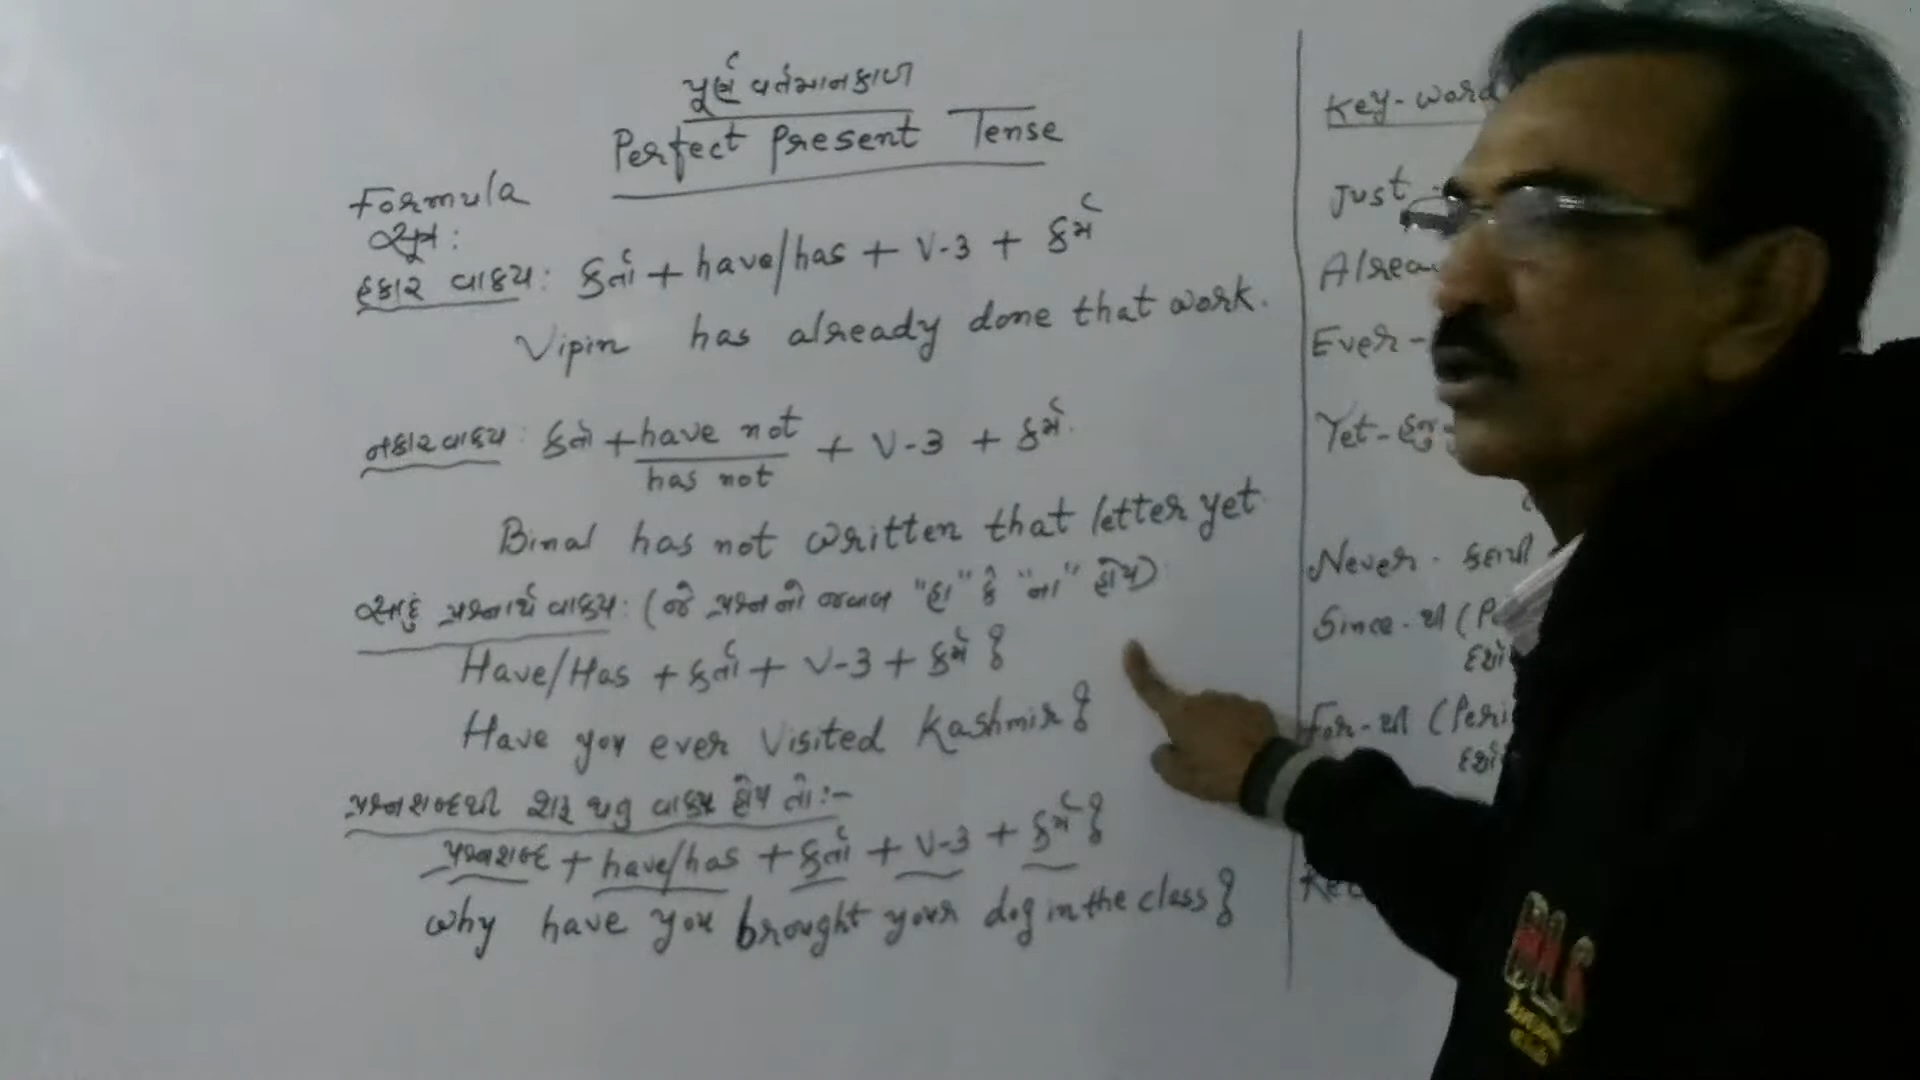 પૂર્ણ વર્તમાનકાળ
Perfect Present Tense
Formula
સૂત્ર:
હકાર વાક્ય: કર્તા + have/has + V-3 + કર્મ
Vipin has already done that work.
નકાર વાક્ય: કર્તા + have not / has not + V-3 + કર્મ.
Binal has not written that letter yet
સાદું પ્રશ્નાર્થ વાક્ય: (જે પ્રશ્નનો જવાબ "હા" કે "ના" હોય)
Have/Has + કર્તા + V-3 + કર્મ ?
Have you ever visited Kashmir?
પ્રશ્નશબ્દથી શરૂ થતુ વાક્ય હોય તો:-
પ્રશ્નશબ્દ + have/has + કર્તા + V-3 + કર્મ ?
Why have you brought your dog in the class?
Key-word
Just
Ever-
Yet-હજુ
Never - કદાપી
Since-થી
For-થી